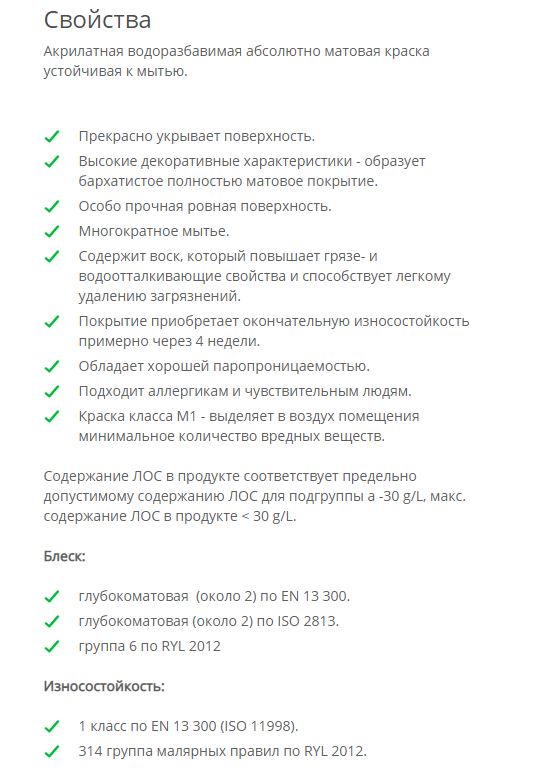 Свойства
Акрилатная водоразбавимая абсолютно матовая краска
устойчивая к мытью.
Прекрасно укрывает поверхность.
Высокие декоративные характеристики - образует
бархатистое полностью матовое покрытие.
Особо прочная ровная поверхность.
Многократное мытье.
Содержит воск, который повышает грязе- и
водоотталкивающие свойства и способствует легкому
удалению загрязнений.
Покрытие приобретает окончательную износостойкость
примерно через 4 недели.
Обладает хорошей паропроницаемостью.
Подходит аллергикам и чувствительным людям.
Краска класса М1 - выделяет в воздух помещения
минимальное количество вредных веществ.
Содержание ЛОС в продукте соответствует предельно
допустимому содержанию ЛОС для подгруппы а -30 g/L, макс.
содержание ЛОС в продукте < 30 g/L.
Блеск:
глубокоматовая  (около 2) по EN 13 300.
глубокоматовая (около 2) по ISO 2813.
группа 6 по RYL 2012
Износостойкость:
1 класс по EN 13 300 (ISO 11998).
314 группа малярных правил по RYL 2012.